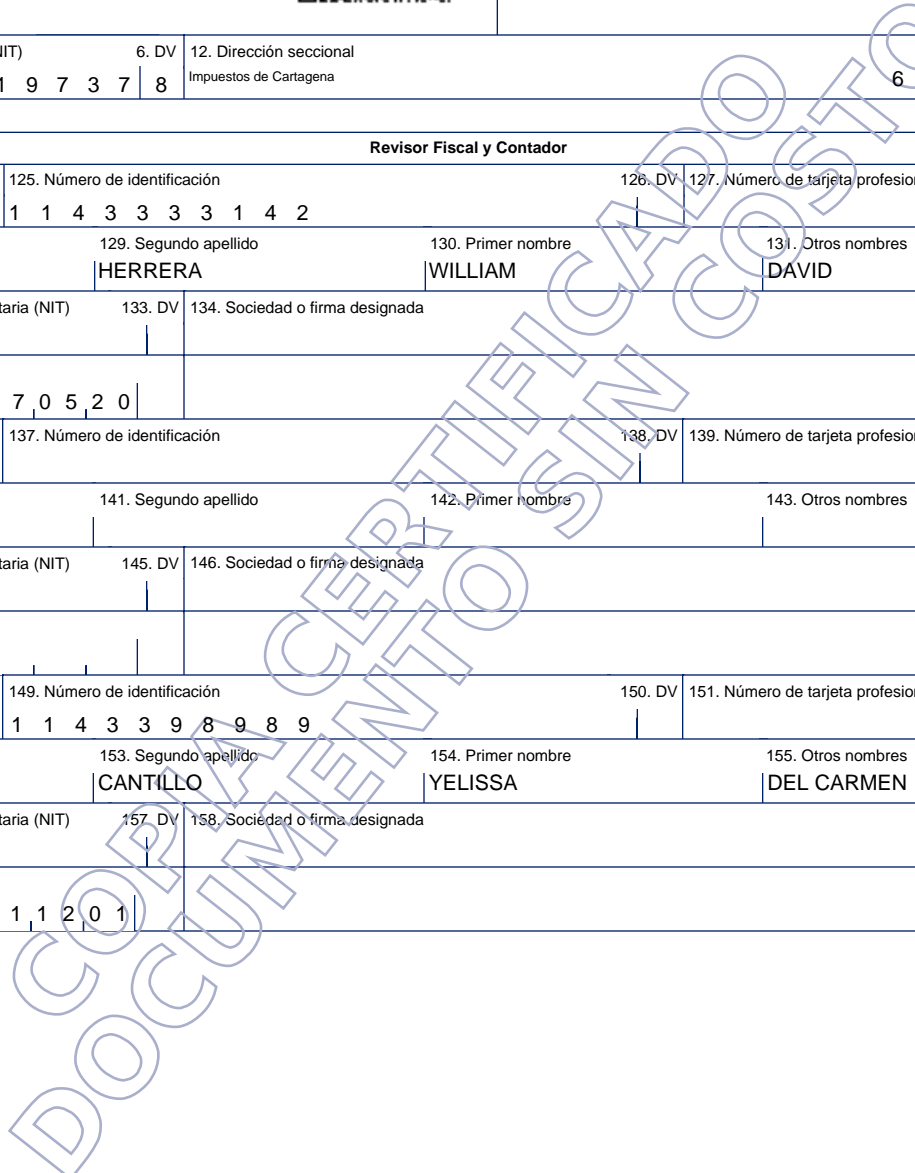 NIT) 6. DV 12. Dirección seccional
1 9 7 3 7 8 Impuestos de Cartagena 6
Revisor Fiscal y Contador
125. Número de identificación 126. DV 127. Número de tarjeta profesion
1 1 4 3 3 3 3 1 4 2
129. Segundo apellido 130. Primer nombre 131. Otros nombres
HERRERA WILLIAM DAVID
taria (NIT) 133. DV 134. Sociedad o firma designada
7 0 5 2 0
137. Número de identificación 138. DV 139. Número de tarjeta profesion
141. Segundo apellido 142. Primer nombre 143. Otros nombres
taria (NIT) 145. DV 146. Sociedad o firma designada
149. Número de identificación 150. DV 151. Número de tarjeta profesion
1 1 4 3 3 9 8 9 8 9
153. Segundo apellido 154. Primer nombre 155. Otros nombres
CANTILLO YELISSA DEL CARMEN
taria (NIT) 157. DV 158. Sociedad o firma designada
1 1 2 0 1
COPIA CERTIFICADO
DOCUMENTO SIN COSTO